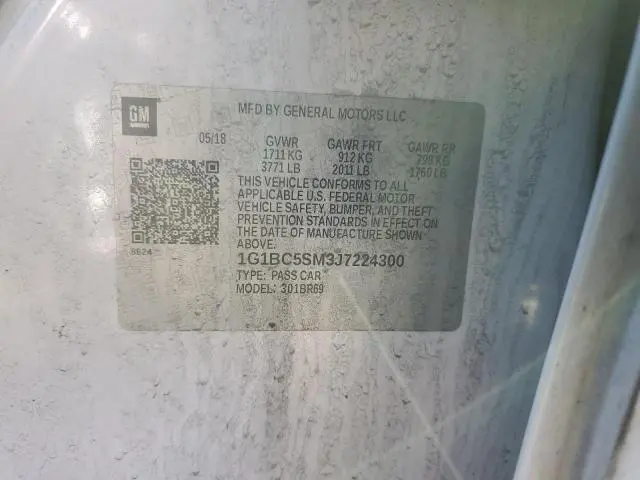 GM
MFD BY GENERAL MOTORS LLC
05/18 GVWR GAWR FRT GAWR RR
1711 KG 912 KG 798 KG
3771 LB 2011 LB 1760 LB
THIS VEHICLE CONFORMS TO ALL
APPLICABLE U.S. FEDERAL MOTOR
VEHICLE SAFETY, BUMPER, AND THEFT
PREVENTION STANDARDS IN EFFECT ON
THE DATE OF MANUFACTURE SHOWN
ABOVE.
8624
1G1BC5SM3J7224300
TYPE: PASS CAR
MODEL: 301BR69